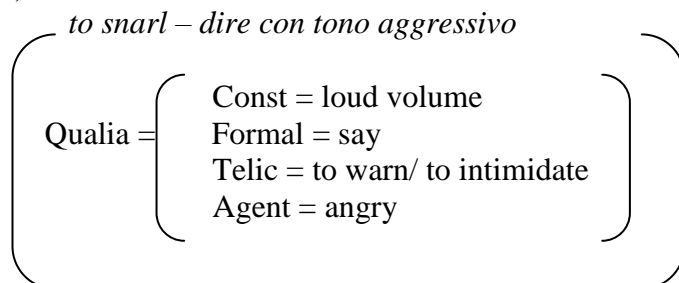 to snarl – dire con tono aggressivo
Const = loud volume
Qualia =
Formal = say
Telic = to warn/ to intimidate
Agent = angry